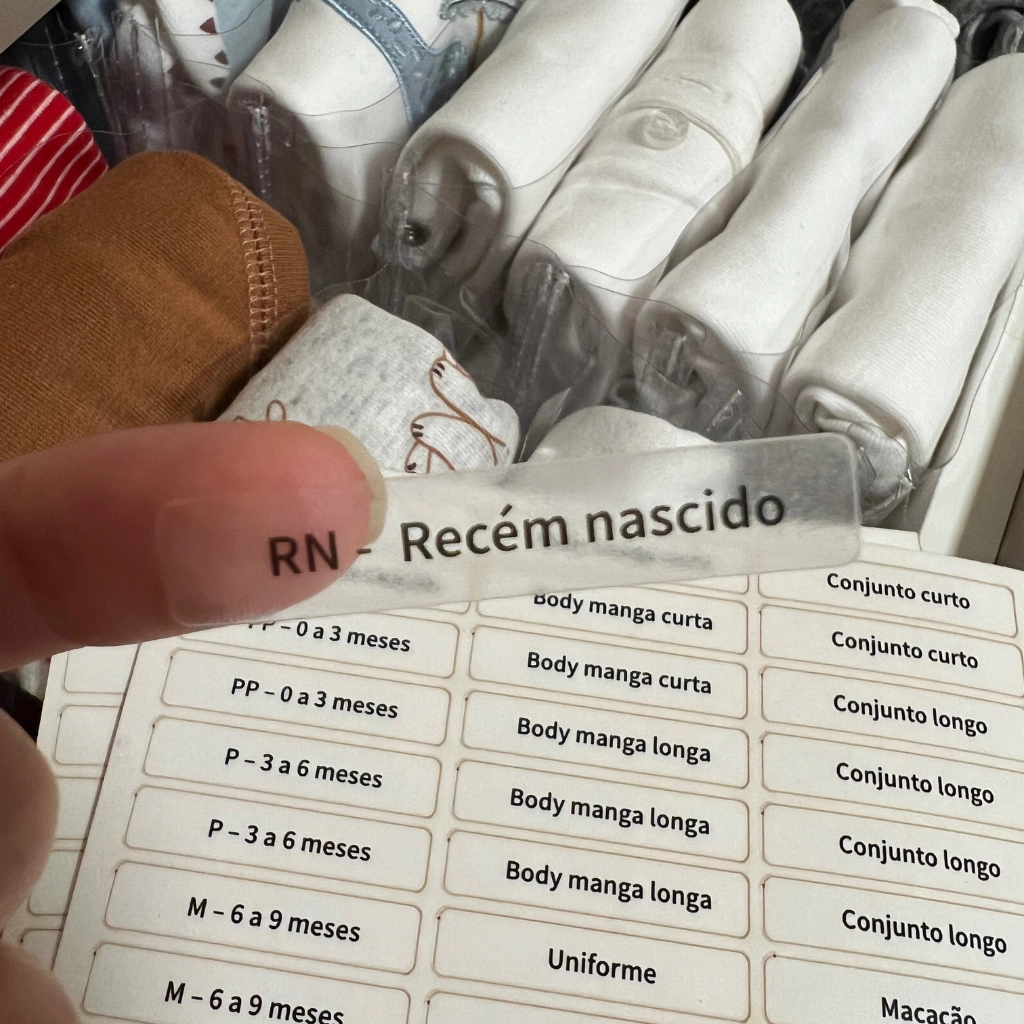 RN - Recém nascido
PP – 0 a 3 meses
PP – 0 a 3 meses
P – 3 a 6 meses
P – 3 a 6 meses
M – 6 a 9 meses
M – 6 a 9 meses
Body manga curta
Body manga curta
Body manga longa
Body manga longa
Body manga longa
Uniforme
Conjunto curto
Conjunto curto
Conjunto longo
Conjunto longo
Conjunto longo
Conjunto longo
Macacão